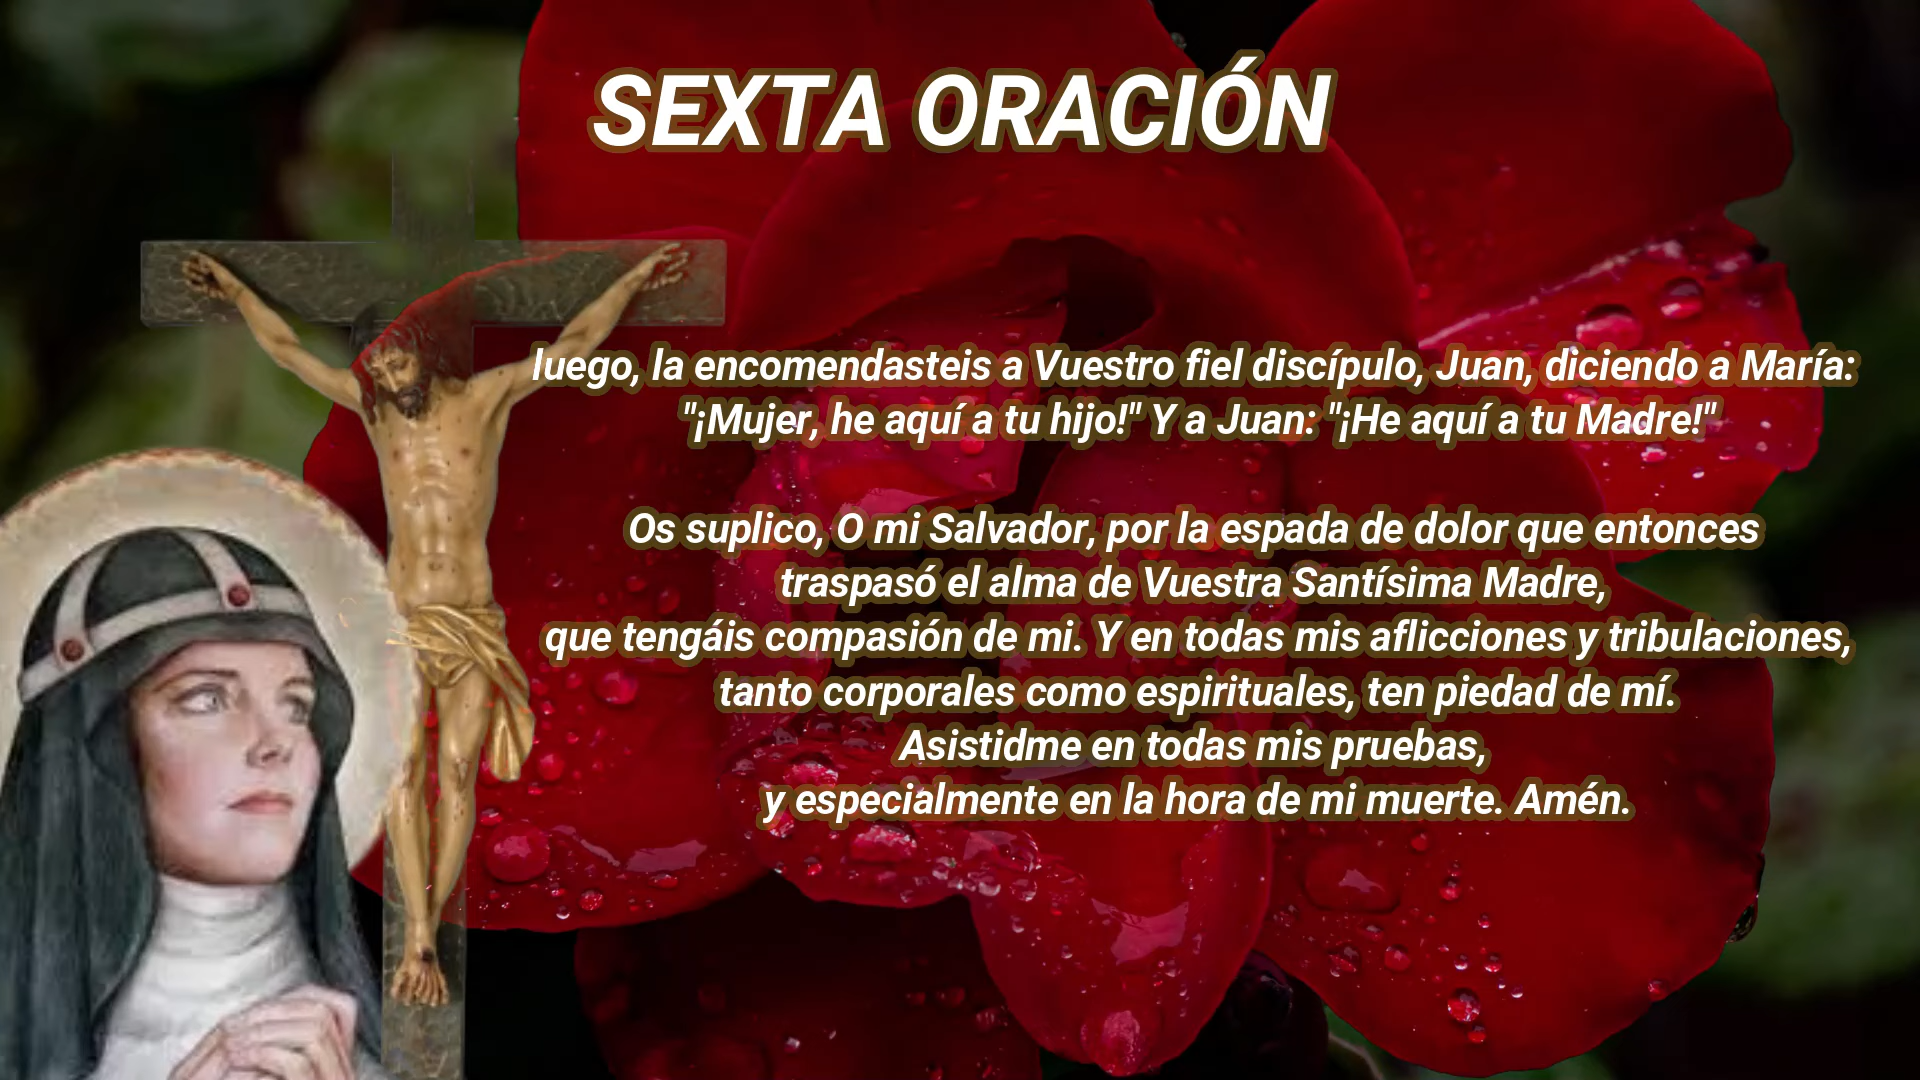 SEXTA ORACIÓN
luego, la encomendasteis a Vuestro fiel discípulo, Juan, diciendo a María:
"¡Mujer, he aquí a tu hijo!" Y a Juan: "¡He aquí a tu Madre!"
Os suplico, O mi Salvador, por la espada de dolor que entonces
traspasó el alma de Vuestra Santísima Madre,
que tengáis compasión de mi. Y en todas mis aflicciones y tribulaciones,
tanto corporales como espirituales, ten piedad de mí.
Asistidme en todas mis pruebas,
y especialmente en la hora de mi muerte. Amén.